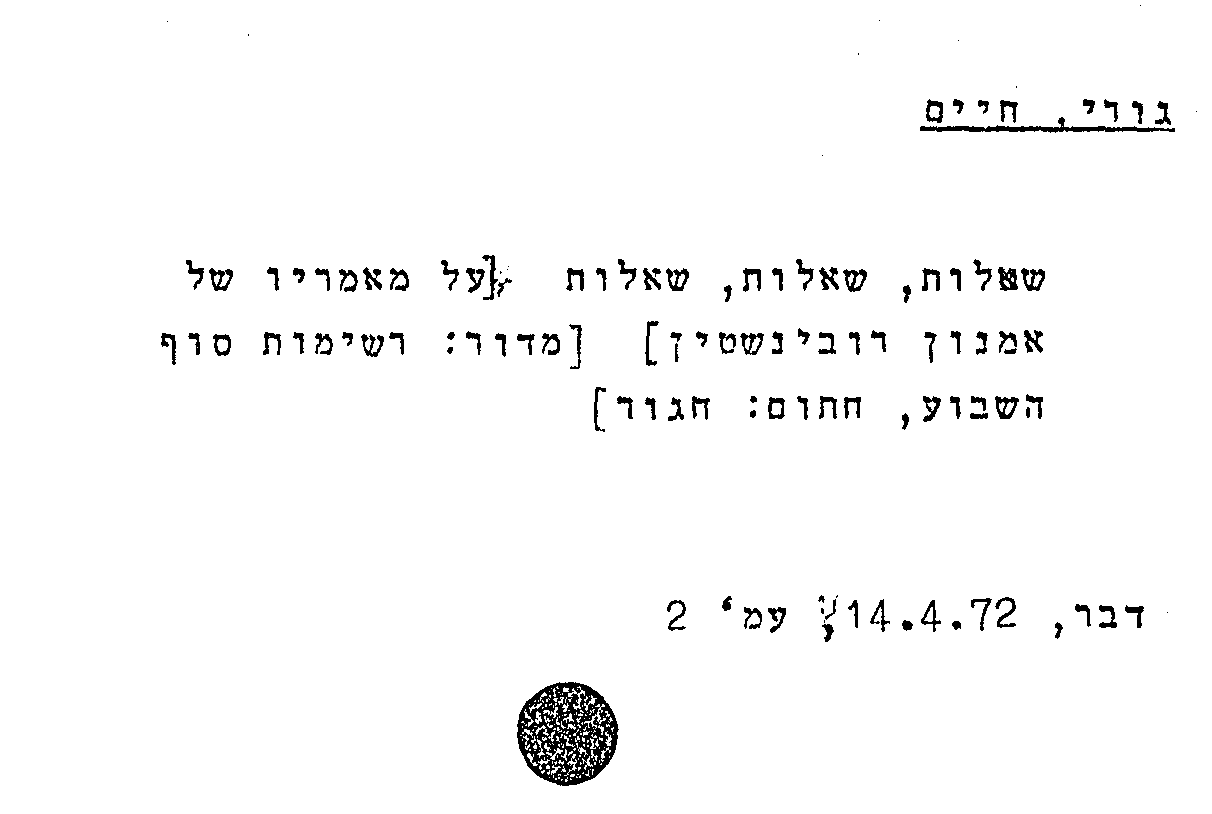 גורי, חיים
שאלות, שאלות, שאלות [על מאמריו של
אמנון רובינשטין] [מדור: רשימות סוף
השבוע, חתום: חגור]
דבר, 14.4.72, עמ' 2